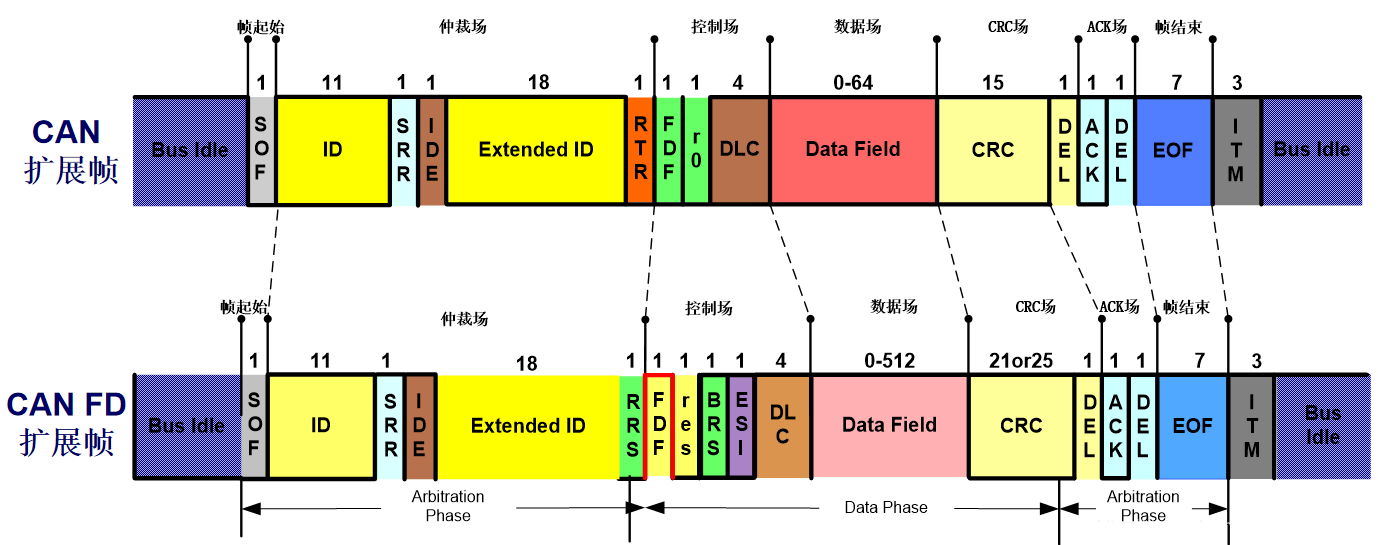 帧起始 仲裁场 控制场 数据场 CRC场 ACK场 帧结束
1 11 1 1 18 1 1 1 4 0-64 15 1 1 1 7 3
CAN
扩展帧
Bus Idle SOF ID SRR IDE Extended ID RTR FDF r0 DLC Data Field CRC DEL ACK DEL EOF ITM Bus Idle
帧起始 仲裁场 控制场 数据场 CRC场 ACK场 帧结束
1 11 1 18 1 1 1 1 1 4 0-512 21or25 1 1 1 7 3
CAN FD
扩展帧
Bus Idle SOF ID SRR IDE Extended ID RRS FDF res BRS ESI DLC Data Field CRC DEL ACK DEL EOF ITM Bus Idle
Arbitration Phase Data Phase Arbitration Phase